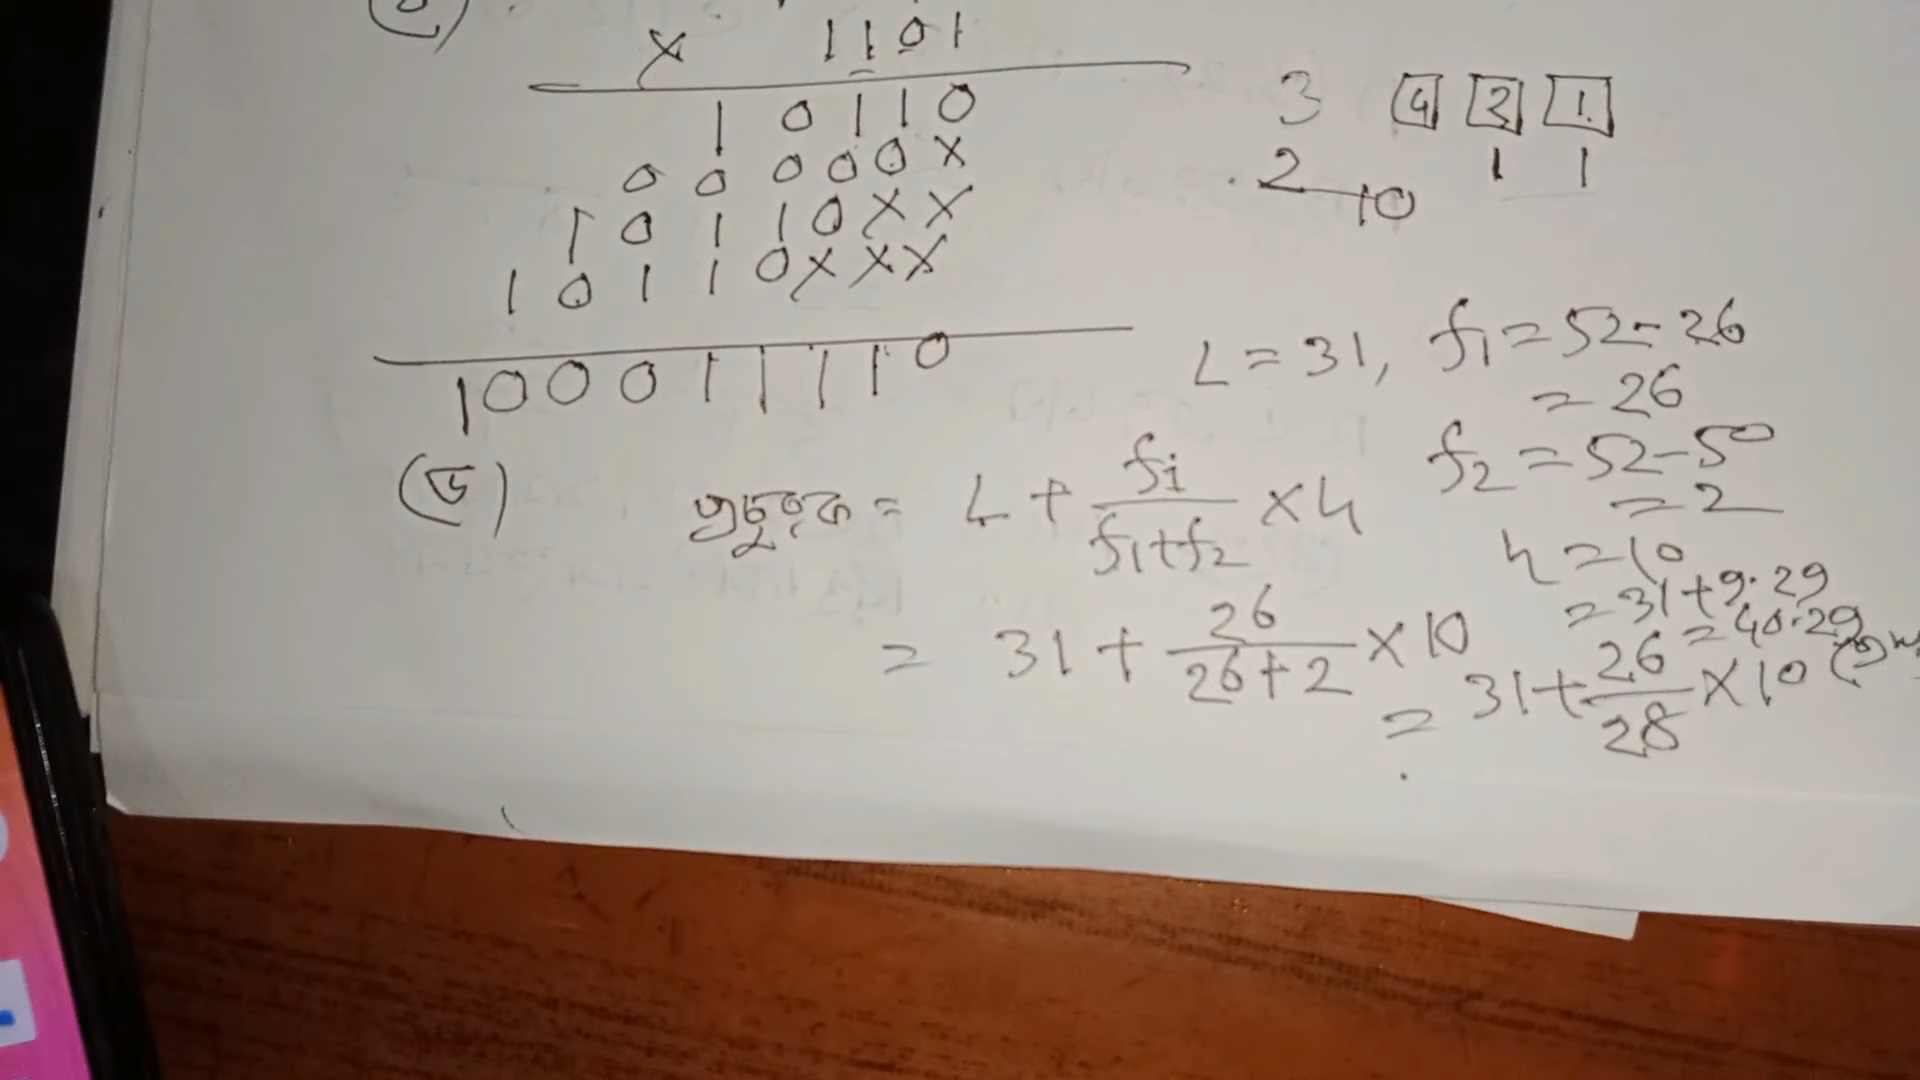 × 1101
10110
00000×
10110××
10110×××
100011110
3 4 2 1
2 1 1
10
L = 31, f1 = 52-26
= 26
f2 = 52-50
= 2
h = 10
(ড) প্রচুরক = L + f1/f1+f2 × h
= 31 + 26/26+2 × 10
= 31 + 26/28 × 10
= 31+9.29
= 40.29